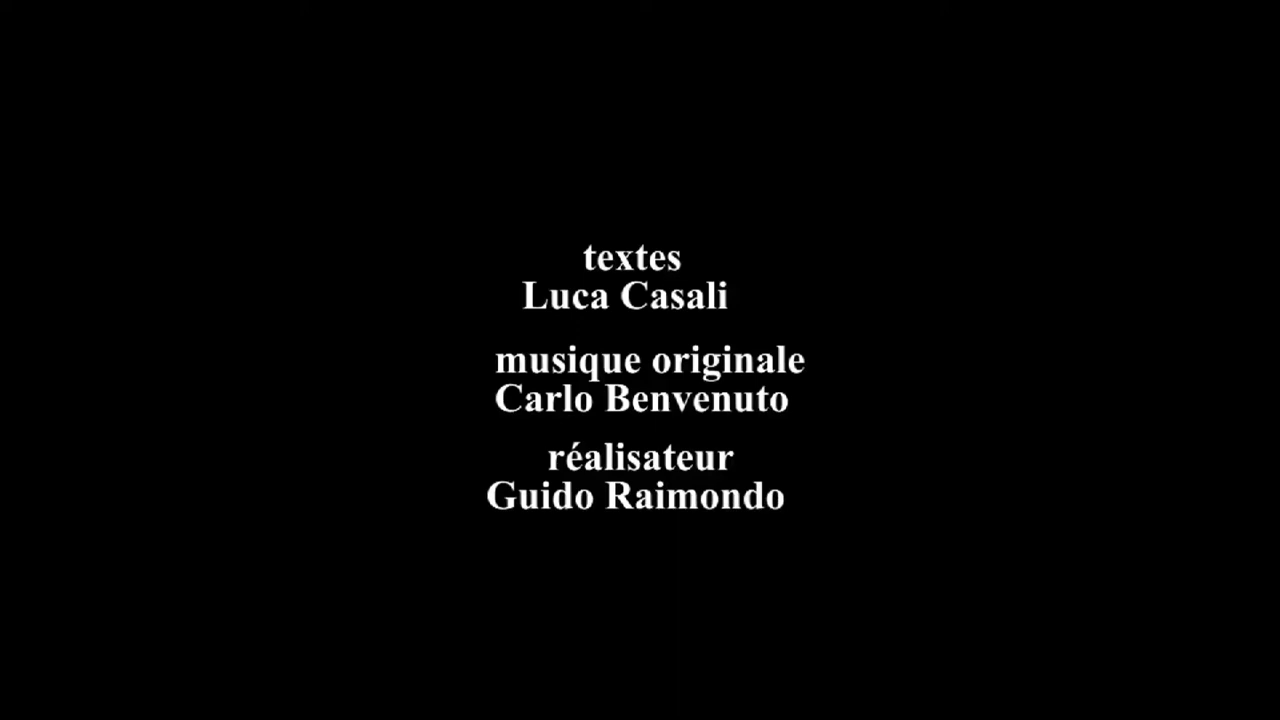 textes
Luca Casali
musique originale
Carlo Benvenuto
réalisateur
Guido Raimondo